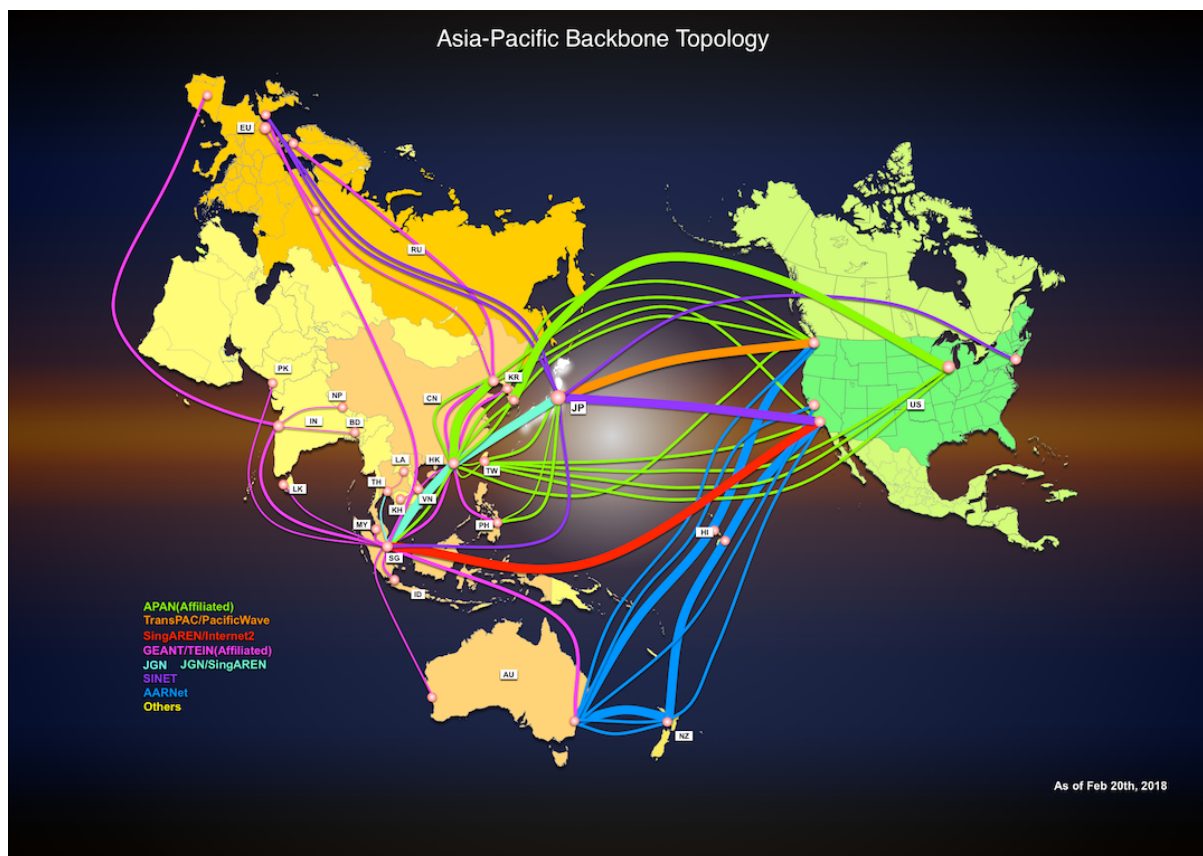 Asia-Pacific Backbone Topology
EU
RU
PK
KR
NP
CN
JP
US
IN
BD
LA
HK
TW
TH
LK
KH
VN
MY
PH
HI
SG
ID
APAN(Affiliated)
TransPAC/PacificWave
SingAREN/Internet2
GEANT/TEIN(Affiliated)
JGN JGN/SingAREN
SINET
AARNet
Others
AU
NZ
As of Feb 20th, 2018